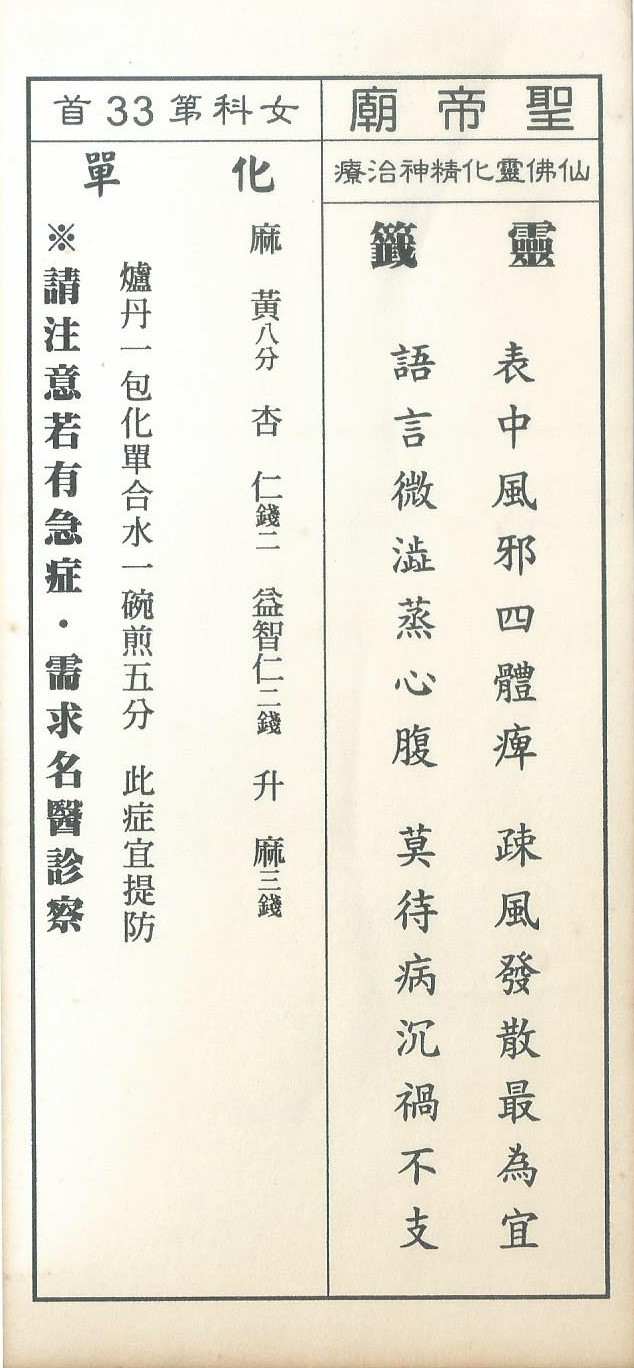 聖帝廟
仙佛靈化精神治療
靈籤
表中風邪四體痺 疎風發散最為宜
語言微澁蒸心腹 莫待病沉禍不支
女科第33首
化單
麻黃八分 杏仁錢二 益智仁二錢 升麻三錢
爐丹一包化單合水一碗煎五分 此症宜提防
※請注意若有急症·需求名醫診察